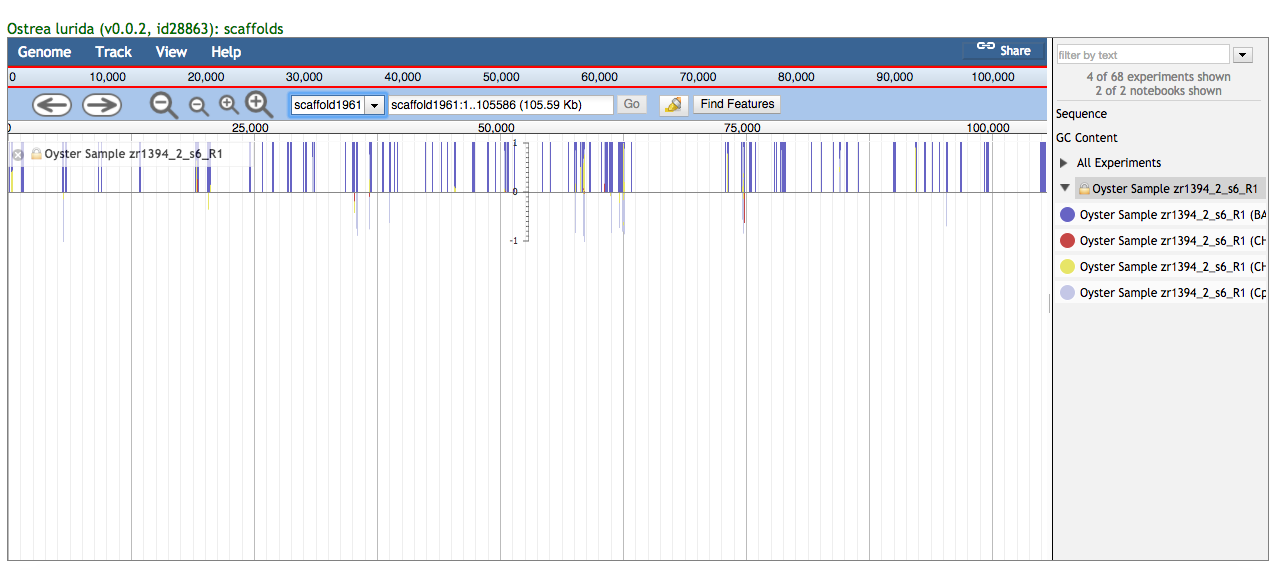 Ostrea lurida (v0.0.2, id28863): scaffolds
Genome Track View Help Share
0 10,000 20,000 30,000 40,000 50,000 60,000 70,000 80,000 90,000 100,000
scaffold1961 scaffold1961:1..105586 (105.59 Kb) Go Find Features
25,000 50,000 75,000 100,000
Oyster Sample zr1394_2_s6_R1
1
0
-1
filter by text
4 of 68 experiments shown
2 of 2 notebooks shown
Sequence
GC Content
All Experiments
Oyster Sample zr1394_2_s6_R1
Oyster Sample zr1394_2_s6_R1 (BA
Oyster Sample zr1394_2_s6_R1 (CH
Oyster Sample zr1394_2_s6_R1 (CH
Oyster Sample zr1394_2_s6_R1 (Cp